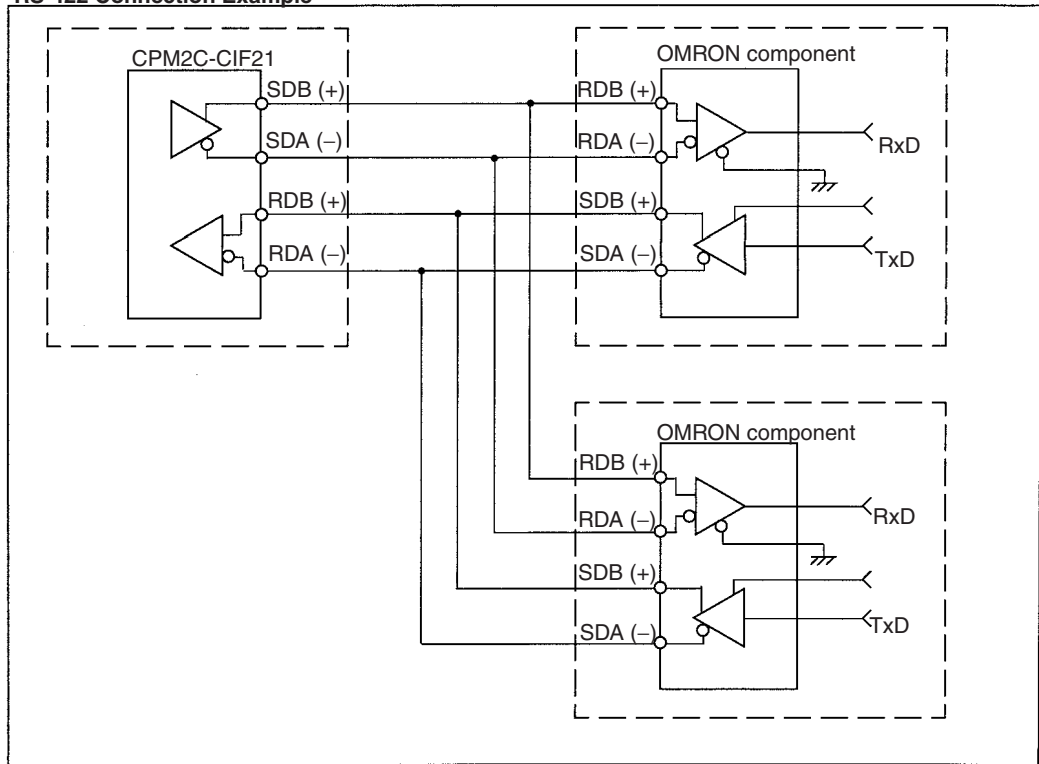 RS-422 Connection Example
CPM2C-CIF21
SDB (+)
SDA (−)
RDB (+)
RDA (−)
OMRON component
RDB (+)
RDA (−)
SDB (+)
SDA (−)
RxD
TxD
OMRON component
RDB (+)
RDA (−)
SDB (+)
SDA (−)
RxD
TxD